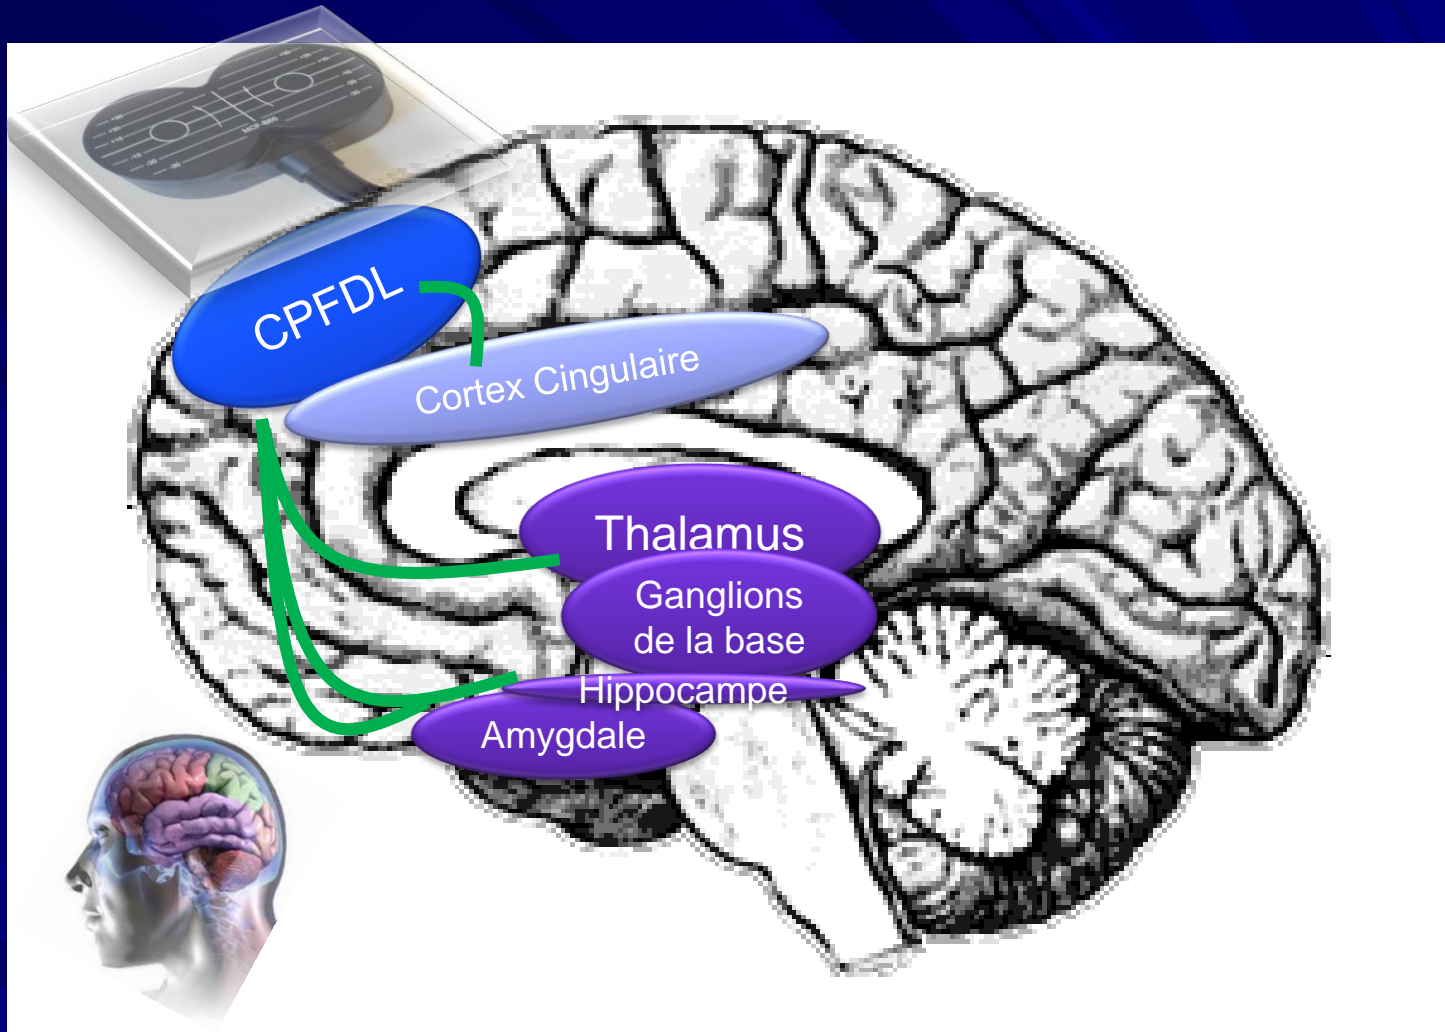 CPFDL
Cortex Cingulaire
Thalamus
Ganglions
de la base
Hippocampe
Amygdale